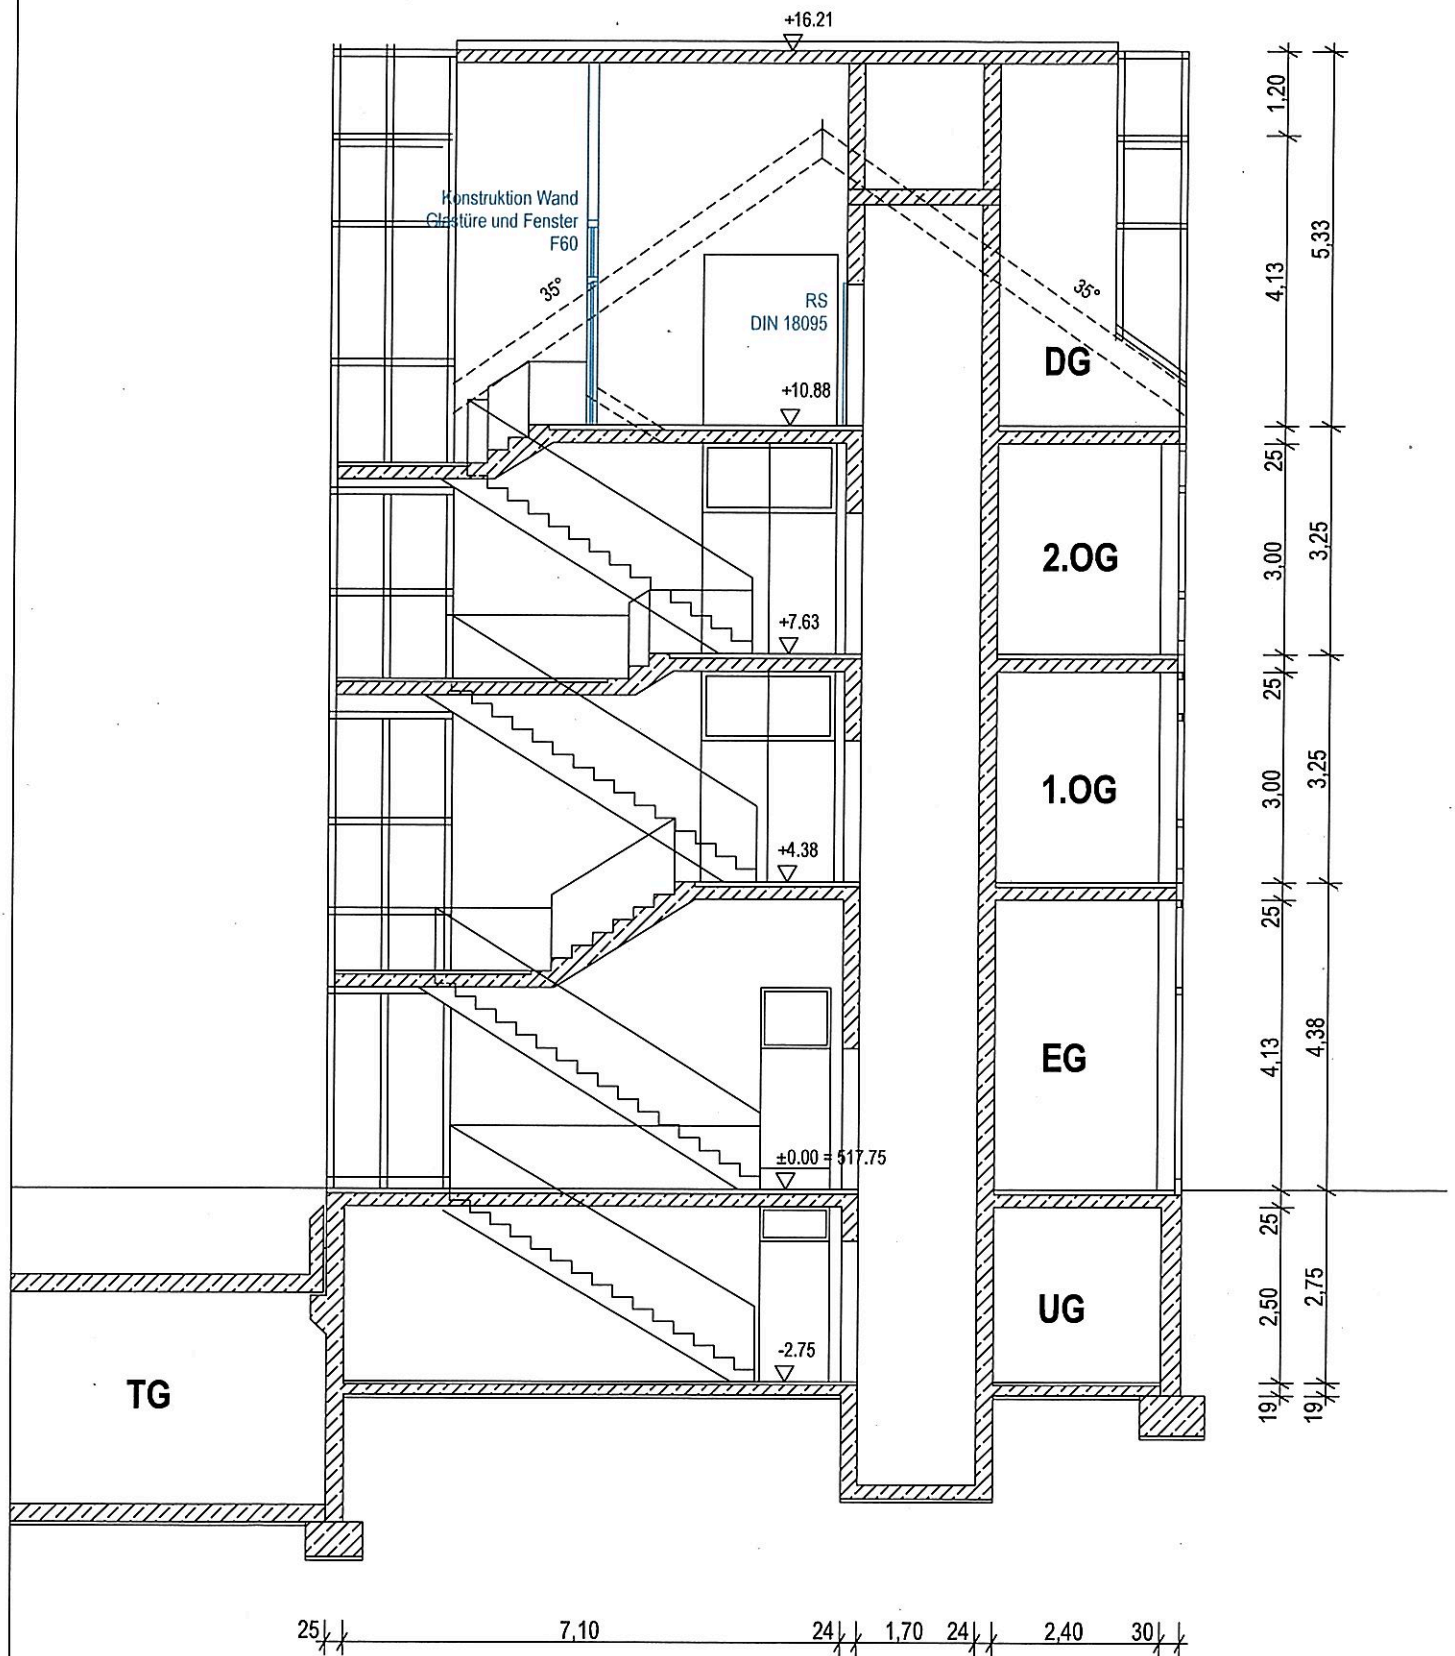 +16.21
1,20
Konstruktion Wand
Glastüre und Fenster
F60
5,33
4,13
35°
35°
RS
DIN 18095
DG
+10.88
25
2.OG
3,00
3,25
+7.63
25
1.OG
3,00
3,25
+4.38
25
EG
4,13
4,38
±0.00 = 517.75
25
UG
2,50
2,75
-2.75
TG
19
19
25
7,10
24
1,70
24
2,40
30